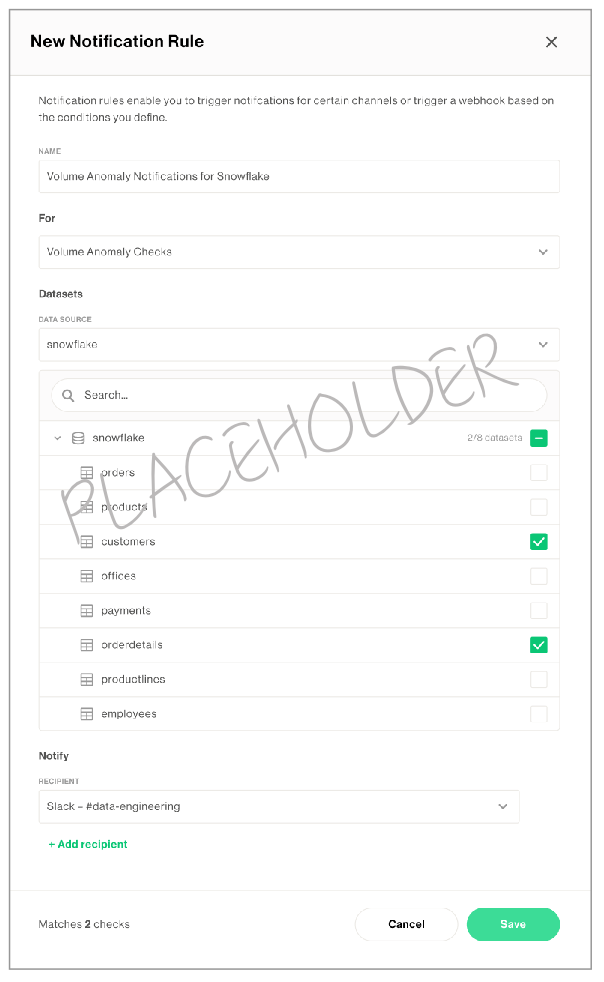 New Notification Rule
Notification rules enable you to trigger notifcations for certain channels or trigger a webhook based on
the conditions you define.
NAME
Volume Anomaly Notifications for Snowflake
For
Volume Anomaly Checks
Datasets
DATA SOURCE
snowflake
Search...
snowflake 2/8 datasets
orders
products
customers
offices
payments
orderdetails
productlines
employees
PLACEHOLDER
Notify
RECIPIENT
Slack – #data-engineering
+ Add recipient
Matches 2 checks Cancel Save